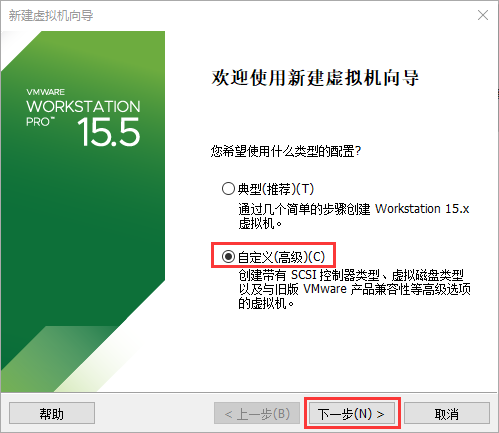 新建虚拟机向导
VMWARE
WORKSTATION
PRO™
15.5
欢迎使用新建虚拟机向导
您希望使用什么类型的配置?
典型(推荐)(T)
通过几个简单的步骤创建 Workstation 15.x
虚拟机。
自定义(高级)(C)
创建带有 SCSI 控制器类型、虚拟磁盘类型
以及与旧版 VMware 产品兼容性等高级选项
的虚拟机。
帮助
< 上一步(B)
下一步(N) >
取消